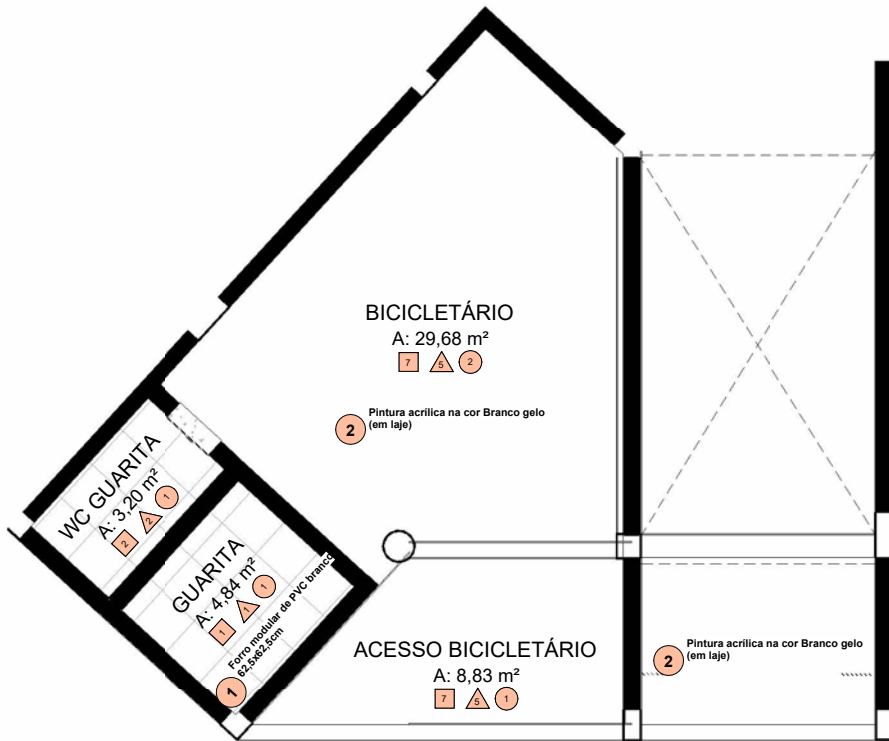 BICICLETÁRIO
A: 29,68 m²
7 5 2
2 Pintura acrílica na cor Branco gelo
(em laje)
WC GUARITA
A: 3,20 m²
2 2 1
GUARITA
A: 4,84 m²
1 1 1
Forro modular de PVC branco
62,5x62,5cm
1
ACESSO BICICLETÁRIO
A: 8,83 m²
7 5 1
2 Pintura acrílica na cor Branco gelo
(em laje)